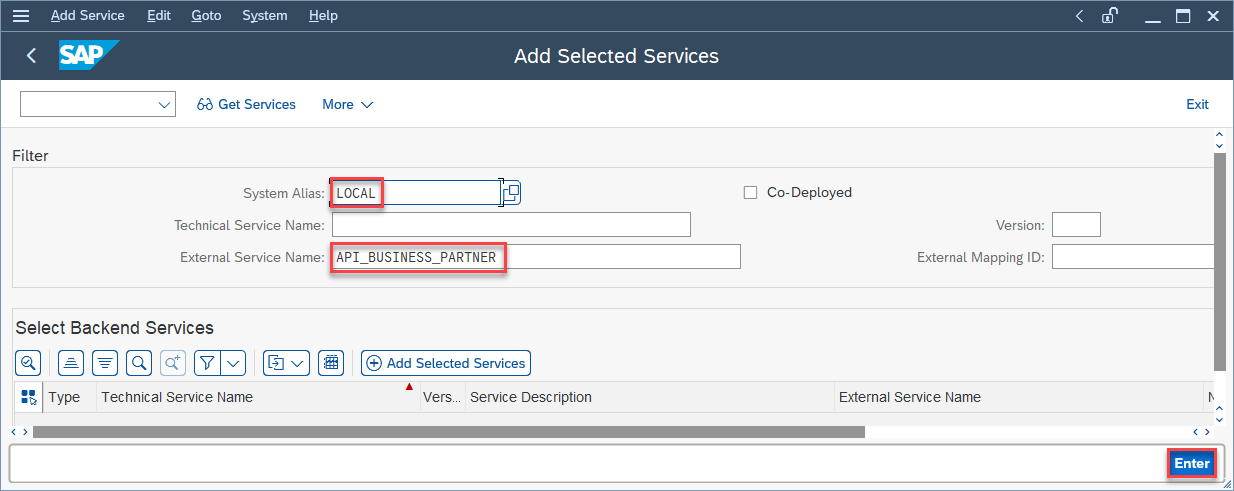 Add Service Edit Goto System Help
SAP Add Selected Services
Get Services More Exit
Filter
System Alias: LOCAL Co-Deployed
Technical Service Name: Version:
External Service Name: API_BUSINESS_PARTNER External Mapping ID:
Select Backend Services
Add Selected Services
Type Technical Service Name Vers... Service Description External Service Name
Enter